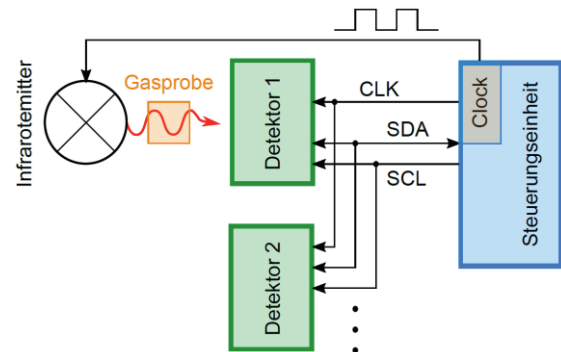 Infrarotemitter
Gasprobe
Detektor 1
CLK
SDA
SCL
Clock
Steuerungseinheit
Detektor 2